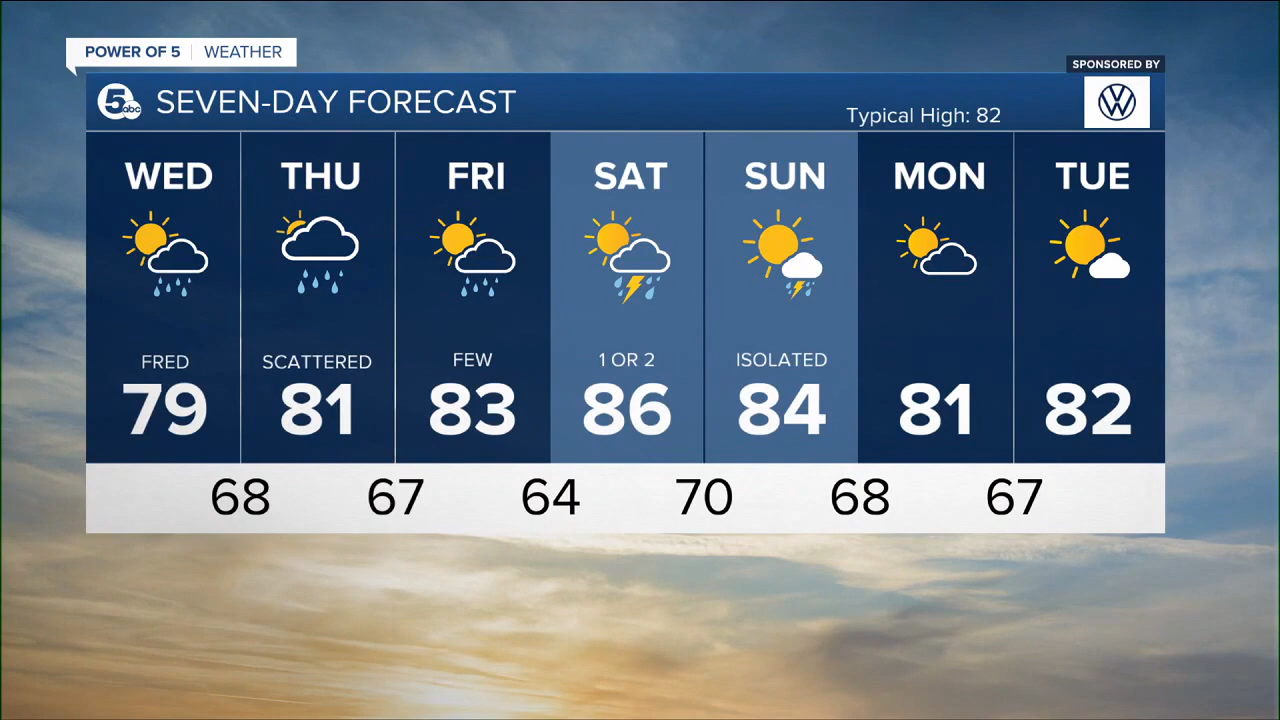 POWER OF 5 | WEATHER
SPONSORED BY
5 abc SEVEN-DAY FORECAST
Typical High: 82
WED THU FRI SAT SUN MON TUE
FRED SCATTERED FEW 1 OR 2 ISOLATED
79 81 83 86 84 81 82
68 67 64 70 68 67